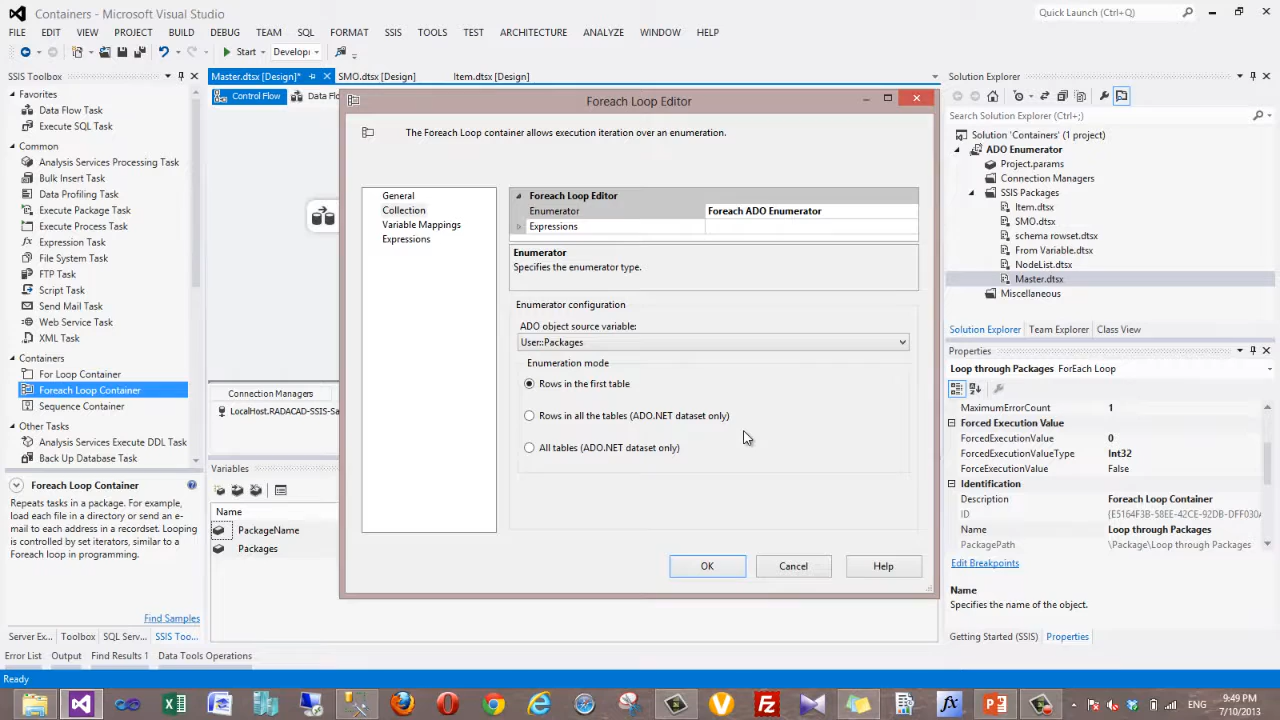 Containers - Microsoft Visual Studio
Quick Launch (Ctrl+Q)
FILE EDIT VIEW PROJECT BUILD DEBUG TEAM SQL FORMAT SSIS TOOLS TEST ARCHITECTURE ANALYZE WINDOW HELP
Start Developı
SSIS Toolbox
Favorites
Data Flow Task
Execute SQL Task
Common
Analysis Services Processing Task
Bulk Insert Task
Data Profiling Task
Execute Package Task
Execute Process Task
Expression Task
File System Task
FTP Task
Script Task
Send Mail Task
Web Service Task
XML Task
Containers
For Loop Container
Foreach Loop Container
Sequence Container
Other Tasks
Analysis Services Execute DDL Task
Back Up Database Task
Foreach Loop Container
Repeats tasks in a package. For example,
load each file in a directory or send an e-
mail to each address in a recordset. Looping
is controlled by set iterators, similar to a
Foreach loop in programming.
Find Samples
Server Ex... Toolbox SQL Serv... SSIS Too...
Error List Output Find Results 1 Data Tools Operations
Ready
Master.dtsx [Design]* SMO.dtsx [Design] Item.dtsx [Design]
Control Flow Data Flo
Connection Managers
LocalHost.RADACAD-SSIS-Sa
Variables
Name
PackageName
Packages
Foreach Loop Editor
The Foreach Loop container allows execution iteration over an enumeration.
General
Collection
Variable Mappings
Expressions
Foreach Loop Editor
Enumerator Foreach ADO Enumerator
Expressions
Enumerator
Specifies the enumerator type.
Enumerator configuration
ADO object source variable:
User::Packages
Enumeration mode
Rows in the first table
Rows in all the tables (ADO.NET dataset only)
All tables (ADO.NET dataset only)
OK Cancel Help
Solution Explorer
Search Solution Explorer (Ctrl+;)
Solution 'Containers' (1 project)
ADO Enumerator
Project.params
Connection Managers
SSIS Packages
Item.dtsx
SMO.dtsx
schema rowset.dtsx
From Variable.dtsx
NodeList.dtsx
Master.dtsx
Miscellaneous
Solution Explorer Team Explorer Class View
Properties
Loop through Packages ForEach Loop
MaximumErrorCount 1
Forced Execution Value
ForcedExecutionValue 0
ForcedExecutionValueType Int32
ForceExecutionValue False
Identification
Description Foreach Loop Container
ID {E5164F3B-58EE-42CE-92DB-DFF030A
Name Loop through Packages
PackagePath \Package\Loop through Packages
Edit Breakpoints
Name
Specifies the name of the object.
Getting Started (SSIS) Properties
9:49 PM
7/10/2013